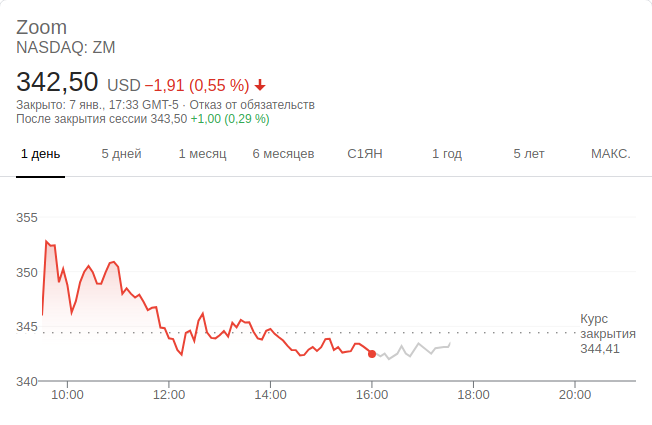 Zoom
NASDAQ: ZM
342,50 USD −1,91 (0,55 %)
Закрыто: 7 янв., 17:33 GMT-5 · Отказ от обязательств
После закрытия сессии 343,50 +1,00 (0,29 %)
1 день 5 дней 1 месяц 6 месяцев С1ЯН 1 год 5 лет МАКС.
355
350
345
340
Курс
закрытия
344,41
10:00 12:00 14:00 16:00 18:00 20:00